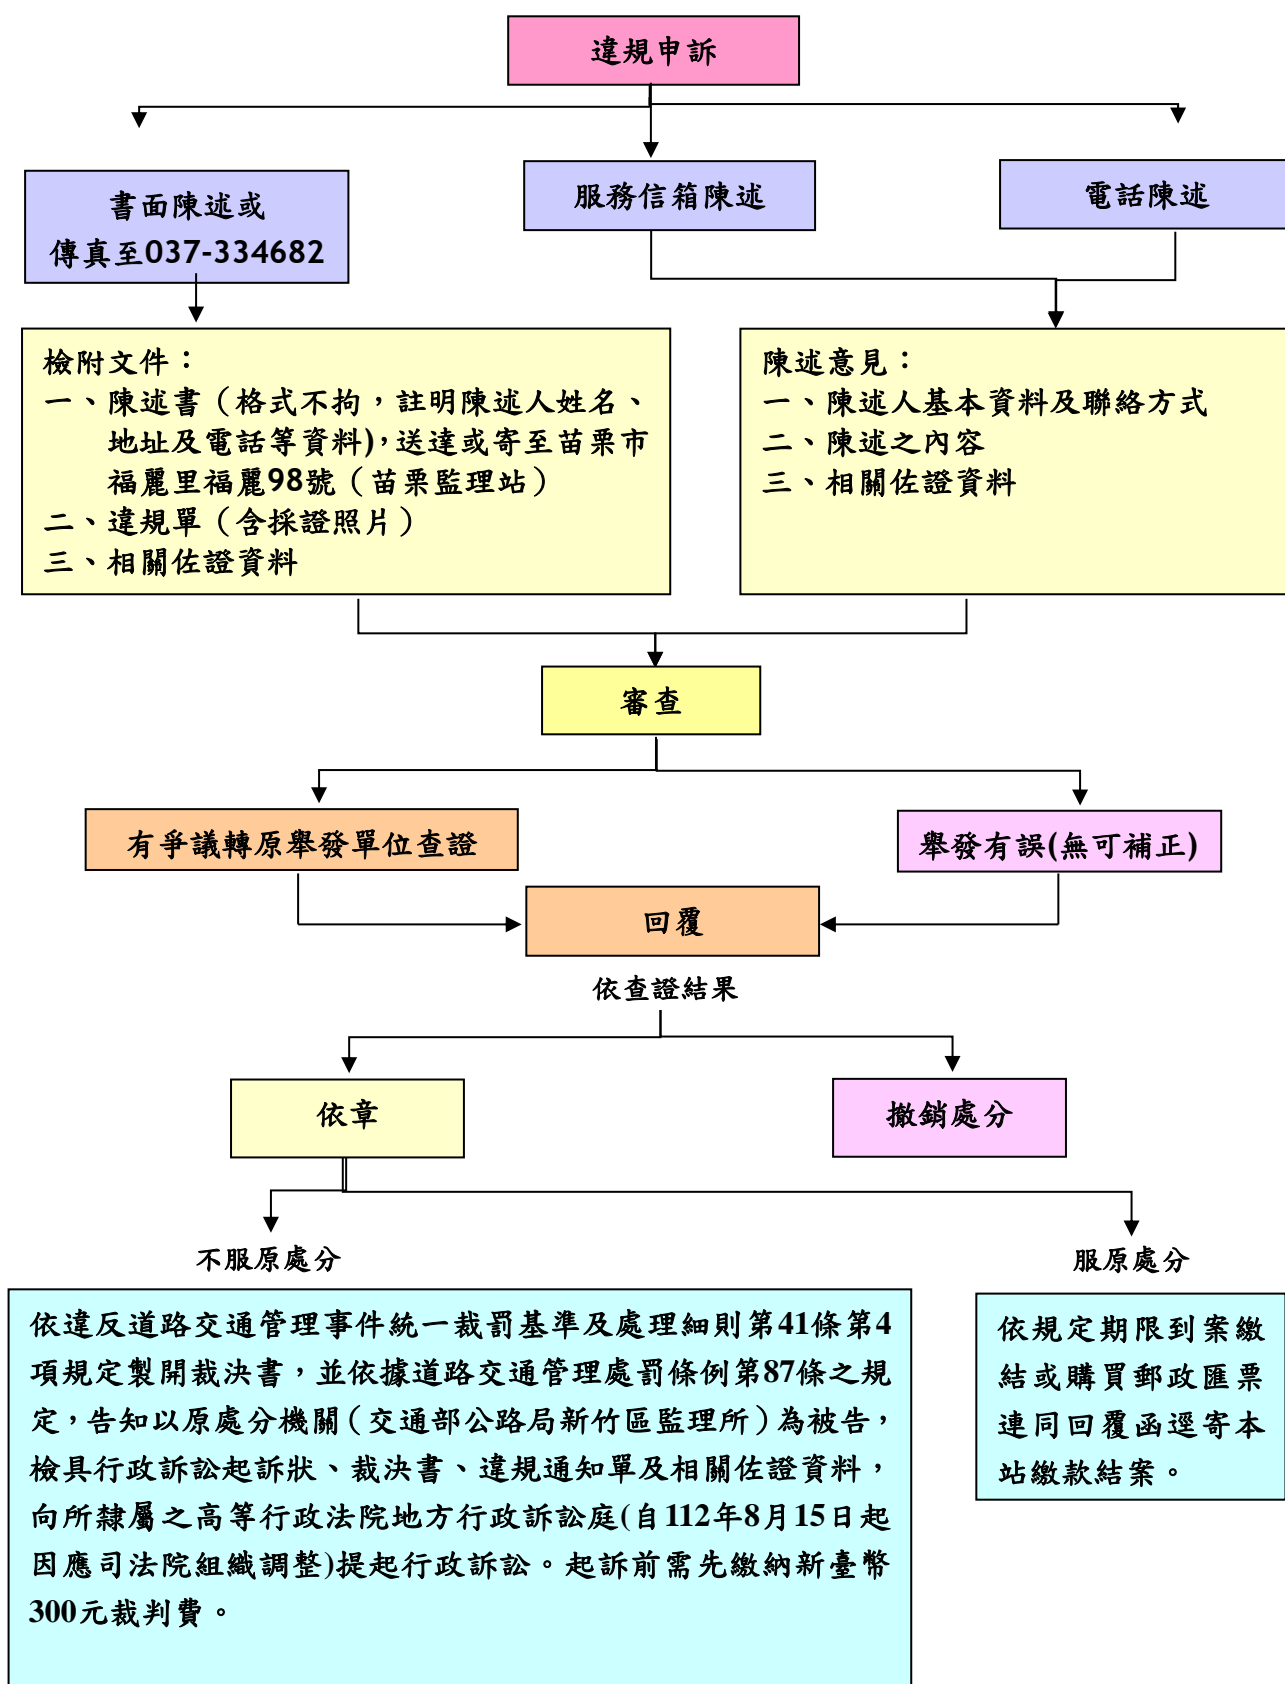 違規申訴
書面陳述或
傳真至037-334682
服務信箱陳述
電話陳述
檢附文件：
一、陳述書（格式不拘，註明陳述人姓名、
地址及電話等資料)，送達或寄至苗栗市
福麗里福麗98號（苗栗監理站）
二、違規單（含採證照片）
三、相關佐證資料
陳述意見：
一、陳述人基本資料及聯絡方式
二、陳述之內容
三、相關佐證資料
審查
有爭議轉原舉發單位查證
舉發有誤(無可補正)
回覆
依查證結果
依章
撤銷處分
不服原處分
服原處分
依違反道路交通管理事件統一裁罰基準及處理細則第41條第4
項規定製開裁決書，並依據道路交通管理處罰條例第87條之規
定，告知以原處分機關（交通部公路局新竹區監理所）為被告，
檢具行政訴訟起訴狀、裁決書、違規通知單及相關佐證資料，
向所隸屬之高等行政法院地方行政訴訟庭(自112年8月15日起
因應司法院組織調整)提起行政訴訟。起訴前需先繳納新臺幣
300元裁判費。
依規定期限到案繳
結或購買郵政匯票
連同回覆函逕寄本
站繳款結案。